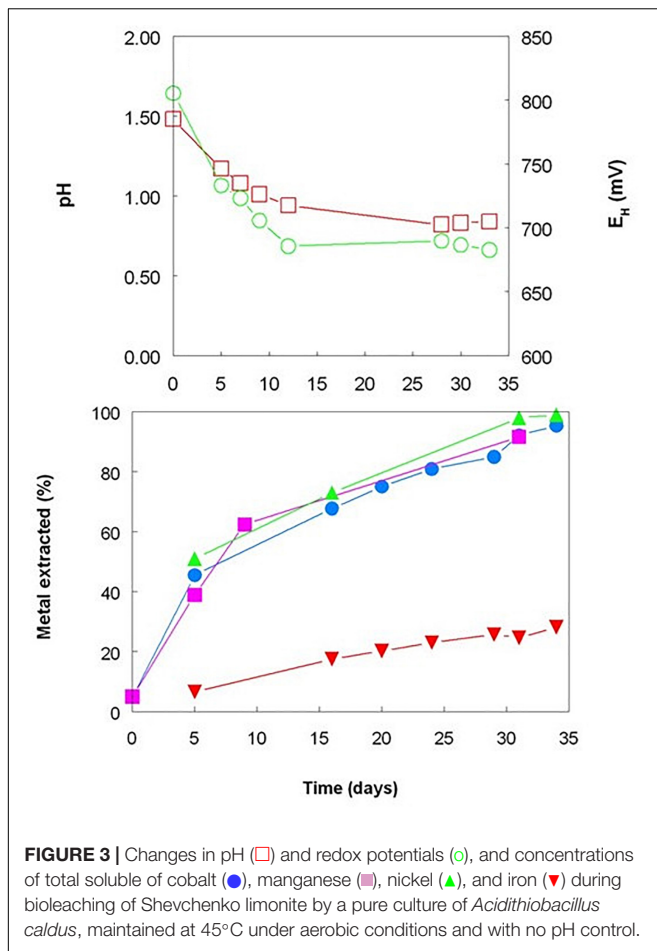 2.00
1.50
1.00
0.50
0.00
pH
850
800
750
700
650
600
E_H (mV)
0 5 10 15 20 25 30 35
100
80
60
40
20
0
Metal extracted (%)
0 5 10 15 20 25 30 35
Time (days)
FIGURE 3 | Changes in pH (□) and redox potentials (o), and concentrations
of total soluble of cobalt (●), manganese (■), nickel (▲), and iron (▼) during
bioleaching of Shevchenko limonite by a pure culture of Acidithiobacillus
caldus, maintained at 45°C under aerobic conditions and with no pH control.